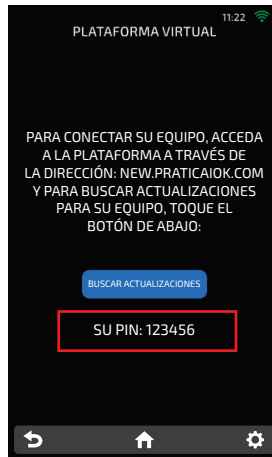 11:22
PLATAFORMA VIRTUAL
PARA CONECTAR SU EQUIPO, ACCEDA
A LA PLATAFORMA A TRAVÉS DE
LA DIRECCIÓN: NEW.PRATICAIOK.COM
Y PARA BUSCAR ACTUALIZACIONES
PARA SU EQUIPO, TOQUE EL
BOTÓN DE ABAJO:
BUSCAR ACTUALIZACIONES
SU PIN: 123456